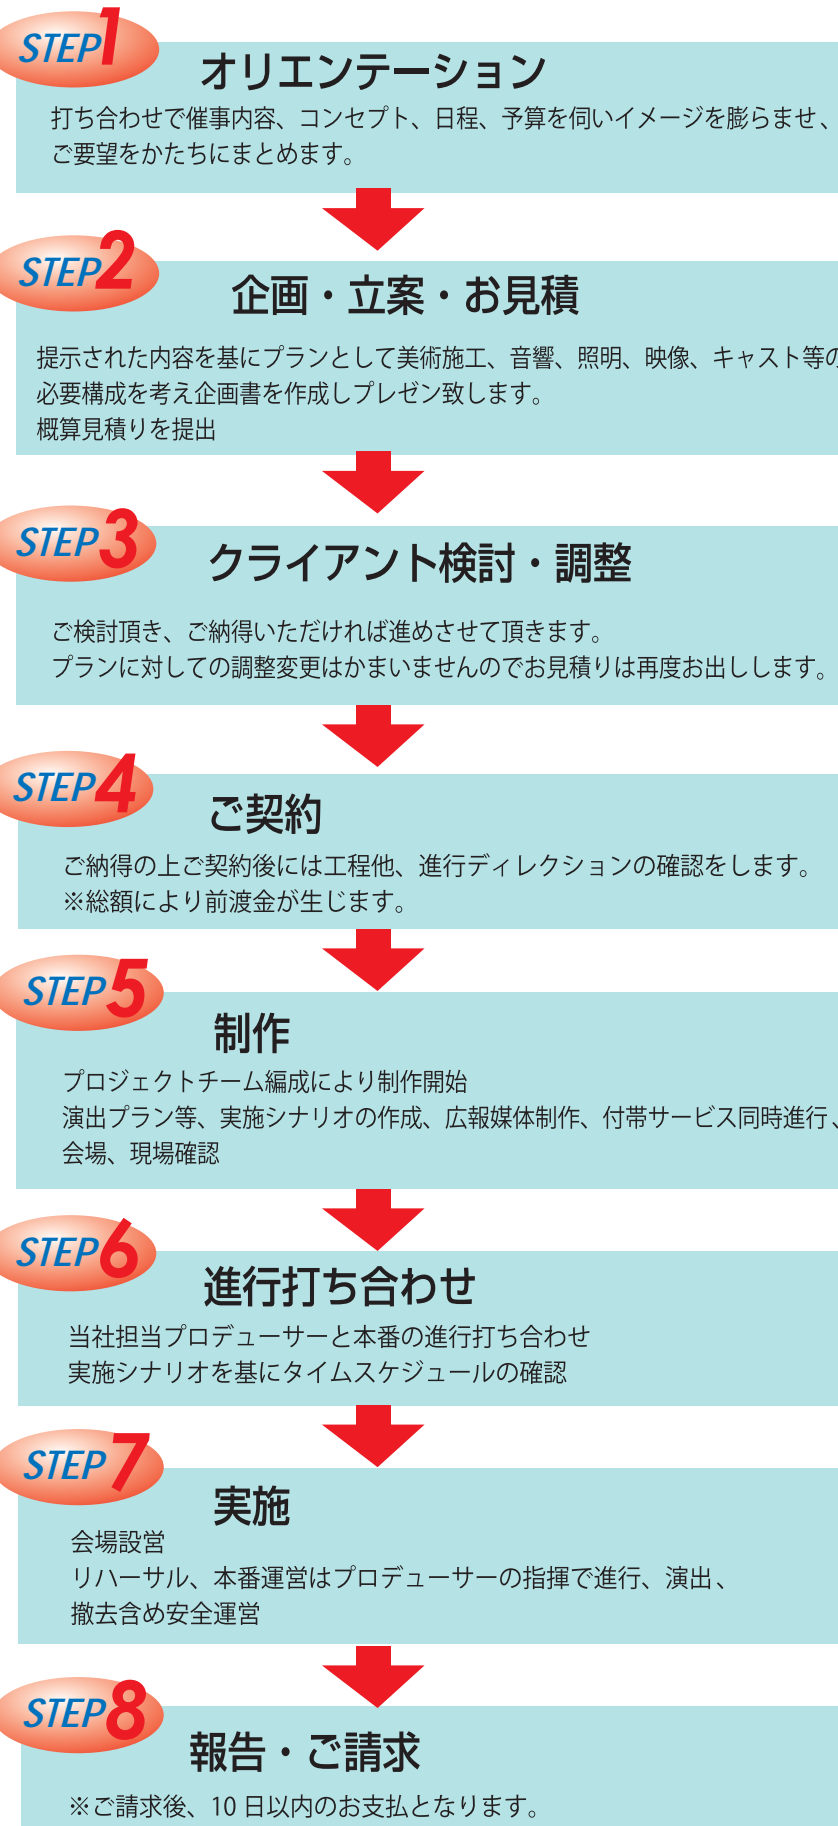 STEP1
オリエンテーション
打ち合わせで催事内容、コンセプト、日程、予算を伺いイメージを膨らませ、
ご要望をかたちにまとめます。
STEP2
企画・立案・お見積
提示された内容を基にプランとして美術施工、音響、照明、映像、キャスト等の
必要構成を考え企画書を作成しプレゼン致します。
概算見積りを提出
STEP3
クライアント検討・調整
ご検討頂き、ご納得いただければ進めさせて頂きます。
プランに対しての調整変更はかまいませんのでお見積りは再度お出しします。
STEP4
ご契約
ご納得の上ご契約後には工程他、進行ディレクションの確認をします。
※総額により前渡金が生じます。
STEP5
制作
プロジェクトチーム編成により制作開始
演出プラン等、実施シナリオの作成、広報媒体制作、付帯サービス同時進行、
会場、現場確認
STEP6
進行打ち合わせ
当社担当プロデューサーと本番の進行打ち合わせ
実施シナリオを基にタイムスケジュールの確認
STEP7
実施
会場設営
リハーサル、本番運営はプロデューサーの指揮で進行、演出、
撤去含め安全運営
STEP8
報告・ご請求
※ご請求後、10日以内のお支払となります。